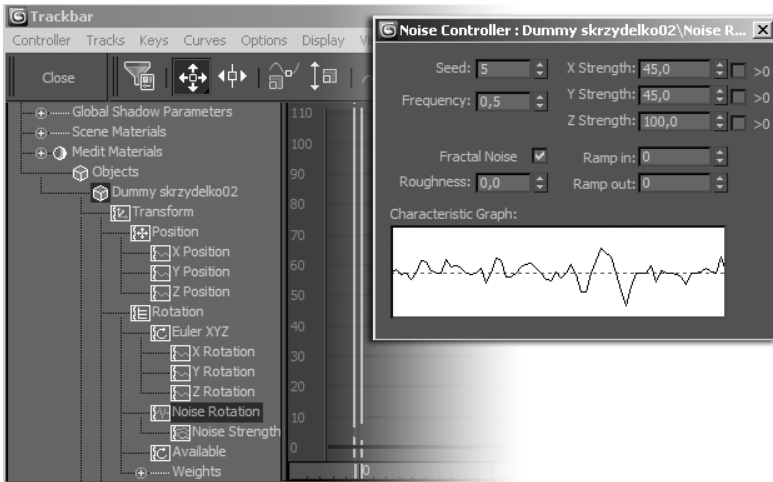 Trackbar
Controller Tracks Keys Curves Options Display
Close
Global Shadow Parameters
Scene Materials
Medit Materials
Objects
Dummy skrzydelko02
Transform
Position
X Position
Y Position
Z Position
Rotation
Euler XYZ
X Rotation
Y Rotation
Z Rotation
Noise Rotation
Noise Strength
Available
Weights
110
100
90
80
70
60
50
40
30
20
10
0
0
Noise Controller : Dummy skrzydelko02\Noise R...
Seed: 5
X Strength: 45,0 >0
Frequency: 0,5
Y Strength: 45,0 >0
Z Strength: 100,0 >0
Fractal Noise
Ramp in: 0
Roughness: 0,0
Ramp out: 0
Characteristic Graph: